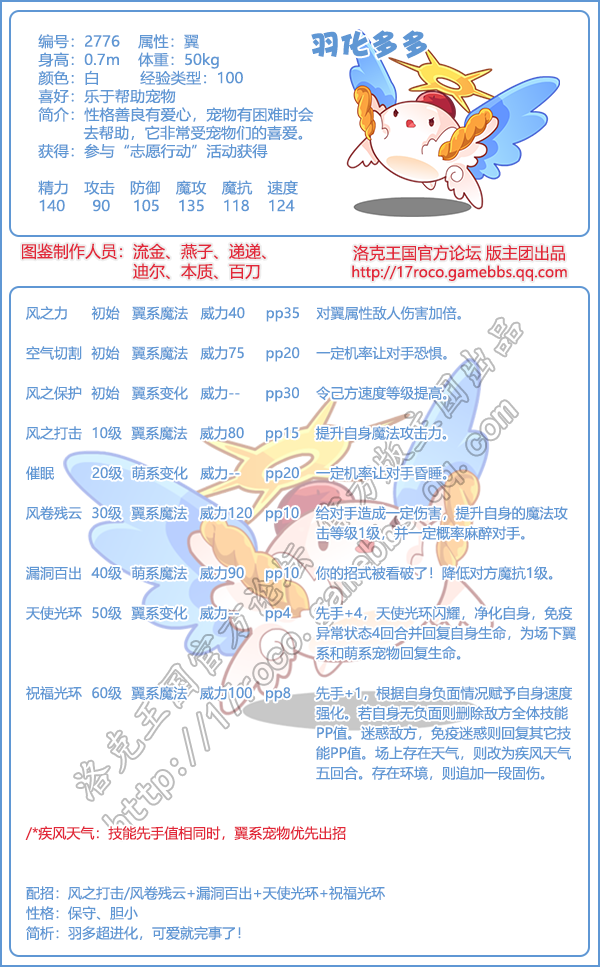 羽化多多
编号：2776 属性：翼
身高：0.7m 体重：50kg
颜色：白 经验类型：100
喜好：乐于帮助宠物
简介：性格善良有爱心，宠物有困难时会
去帮助，它非常受宠物们的喜爱。
获得：参与“志愿行动”活动获得
精力 攻击 防御 魔攻 魔抗 速度
140 90 105 135 118 124
图鉴制作人员：流金、燕子、递递、
迪尔、本质、百刀
洛克王国官方论坛 版主团出品
http://17roco.gamebbs.qq.com
风之力 初始 翼系魔法 威力40 pp35 对翼属性敌人伤害加倍。
空气切割 初始 翼系魔法 威力75 pp20 一定机率让对手恐惧。
风之保护 初始 翼系变化 威力-- pp30 令己方速度等级提高。
风之打击 10级 翼系魔法 威力80 pp15 提升自身魔法攻击力。
催眠 20级 萌系变化 威力-- pp20 一定机率让对手昏睡。
风卷残云 30级 翼系魔法 威力120 pp10 给对手造成一定伤害，提升自身的魔法攻
击等级1级，并一定概率麻醉对手。
漏洞百出 40级 萌系魔法 威力90 pp10 你的招式被看破了！降低对方魔抗1级。
天使光环 50级 翼系变化 威力-- pp4 先手+4，天使光环闪耀，净化自身，免疫
异常状态4回合并回复自身生命，为场下翼
系和萌系宠物回复生命。
祝福光环 60级 翼系魔法 威力100 pp8 先手+1，根据自身负面情况赋予自身速度
强化。若自身无负面则删除敌方全体技能
PP值。迷惑敌方，免疫迷惑则回复其它技
能PP值。场上存在天气，则改为疾风天气
五回合。存在环境，则追加一段固伤。
洛克王国官方论坛 版主团出品
http://17roco.gamebbs.qq.com
/*疾风天气：技能先手值相同时，翼系宠物优先出招
配招：风之打击/风卷残云+漏洞百出+天使光环+祝福光环
性格：保守、胆小
简析：羽多超进化，可爱就完事了！